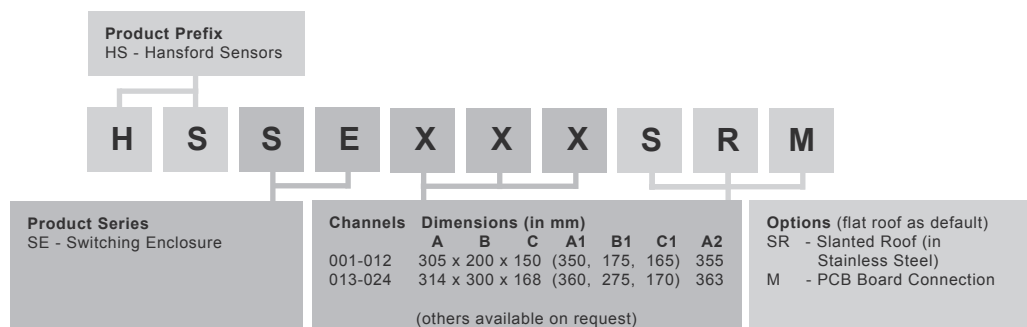 Product Prefix
HS - Hansford Sensors
H S S E X X X S R M
Product Series
SE - Switching Enclosure
Channels Dimensions (in mm)
A B C A1 B1 C1 A2
001-012 305 x 200 x 150 (350, 175, 165) 355
013-024 314 x 300 x 168 (360, 275, 170) 363
(others available on request)
Options (flat roof as default)
SR - Slanted Roof (in
Stainless Steel)
M - PCB Board Connection